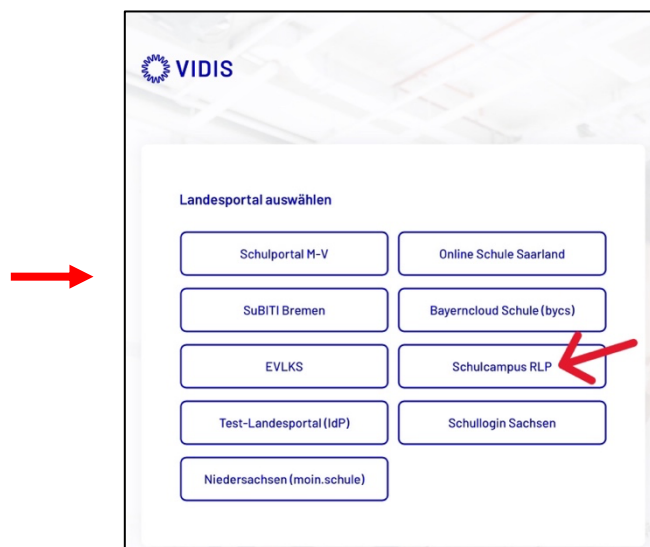 VIDIS
Landesportal auswählen
Schulportal M-V
Online Schule Saarland
SuBITI Bremen
Bayerncloud Schule (bycs)
EVLKS
Schulcampus RLP
Test-Landesportal (IdP)
Schullogin Sachsen
Niedersachsen (moin.schule)